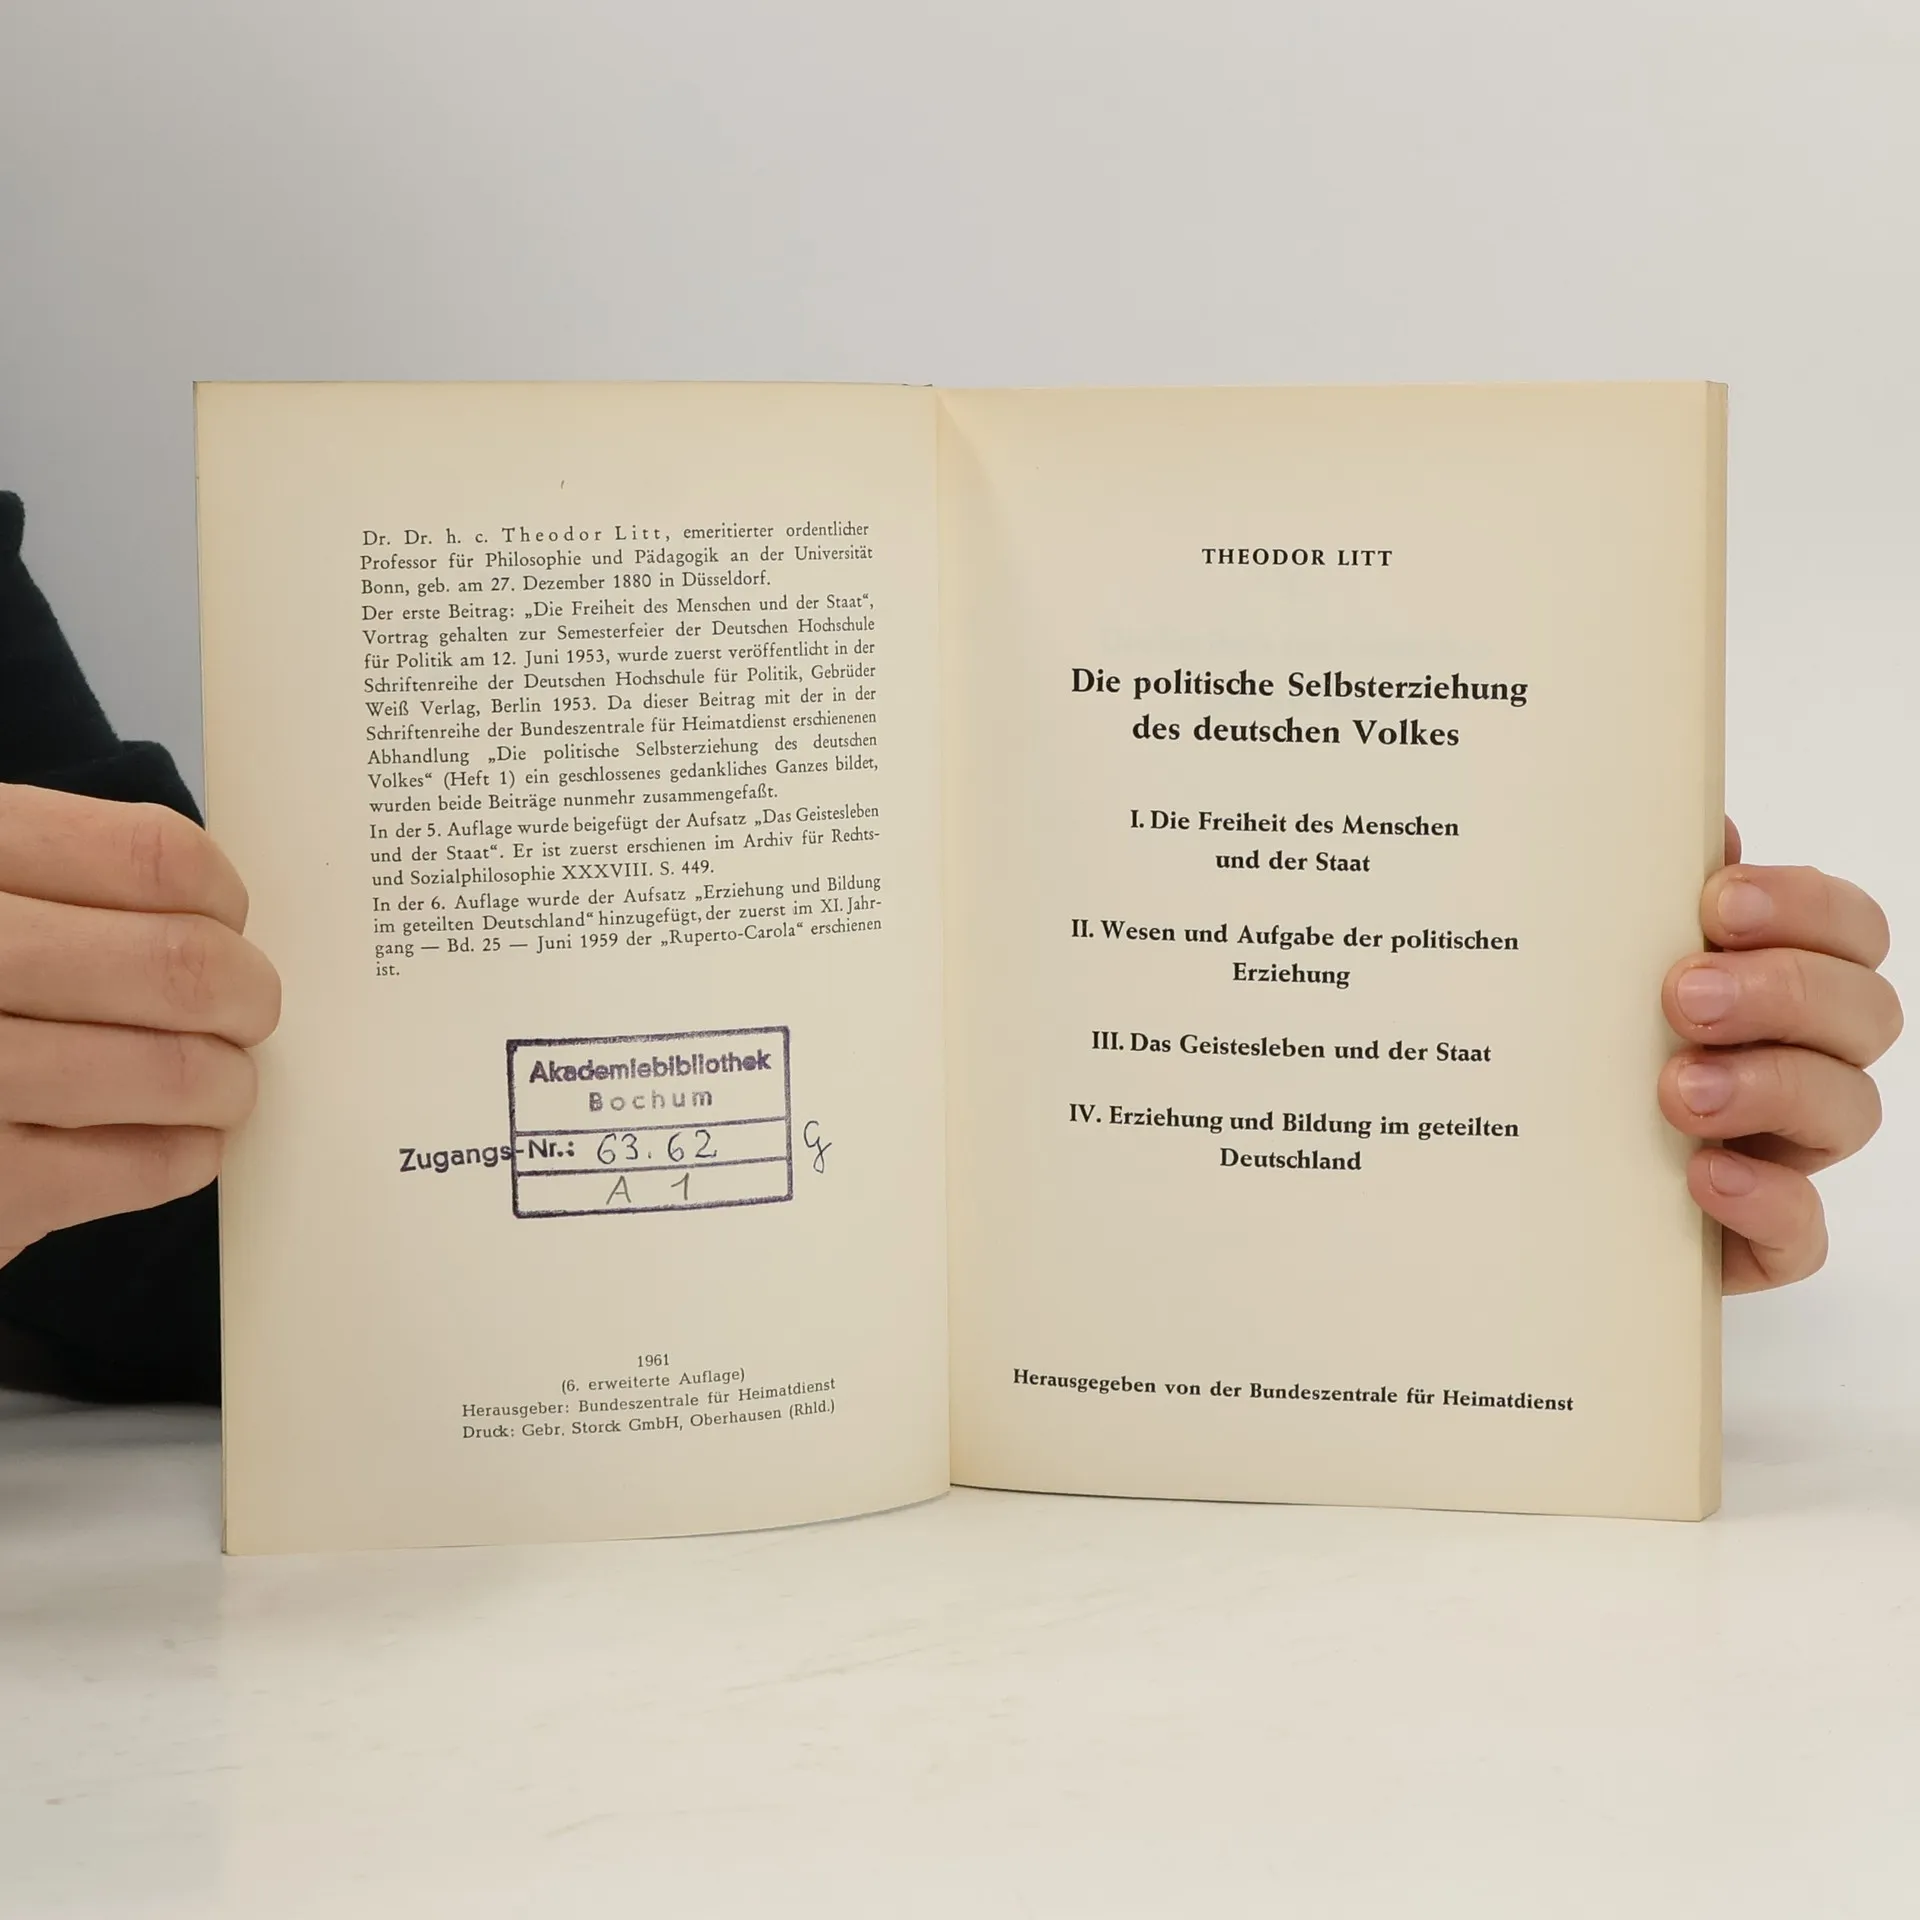 Dr. Dr. h. c. Theodor Litt, emeritierter ordentlicher
Professor für Philosophie und Pädagogik an der Universität
Bonn, geb. am 27. Dezember 1880 in Düsseldorf.
Der erste Beitrag: „Die Freiheit des Menschen und der Staat“,
Vortrag gehalten zur Semesterfeier der Deutschen Hochschule
für Politik am 12. Juni 1953, wurde zuerst veröffentlicht in der
Schriftenreihe der Deutschen Hochschule für Politik, Gebrüder
Weiß Verlag, Berlin 1953. Da dieser Beitrag mit der in der
Schriftenreihe der Bundeszentrale für Heimatdienst erschienenen
Abhandlung „Die politische Selbsterziehung des deutschen
Volkes“ (Heft 1) ein geschlossenes gedankliches Ganzes bildet,
wurden beide Beiträge nunmehr zusammengefaßt.
In der 5. Auflage wurde beigefügt der Aufsatz „Das Geistesleben
und der Staat“. Er ist zuerst erschienen im Archiv für Rechts-
und Sozialphilosophie XXXVIII. S. 449.
In der 6. Auflage wurde der Aufsatz „Erziehung und Bildung
im geteilten Deutschland“ hinzugefügt, der zuerst im XI. Jahr-
gang — Bd. 25 — Juni 1959 der „Ruperto-Carola“ erschienen
ist.
Akademiebibliothek
Bochum
Zugangs-Nr.: 63.62 g
A 1
1961
(6. erweiterte Auflage)
Herausgeber: Bundeszentrale für Heimatdienst
Druck: Gebr. Storck GmbH, Oberhausen (Rhld.)
THEODOR LITT
Die politische Selbsterziehung
des deutschen Volkes
I. Die Freiheit des Menschen
und der Staat
II. Wesen und Aufgabe der politischen
Erziehung
III. Das Geistesleben und der Staat
IV. Erziehung und Bildung im geteilten
Deutschland
Herausgegeben von der Bundeszentrale für Heimatdienst